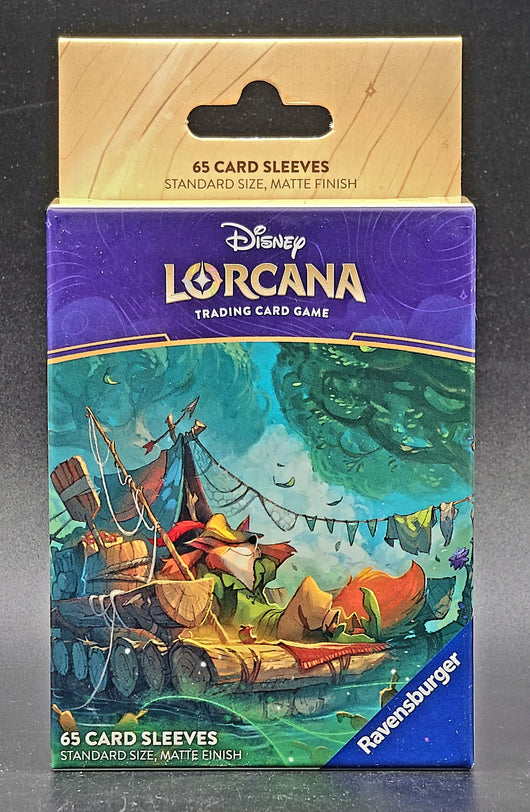 65 CARD SLEEVES
STANDARD SIZE, MATTE FINISH
Disney
LORCANA
TRADING CARD GAME
65 CARD SLEEVES
STANDARD SIZE, MATTE FINISH
Ravensburger